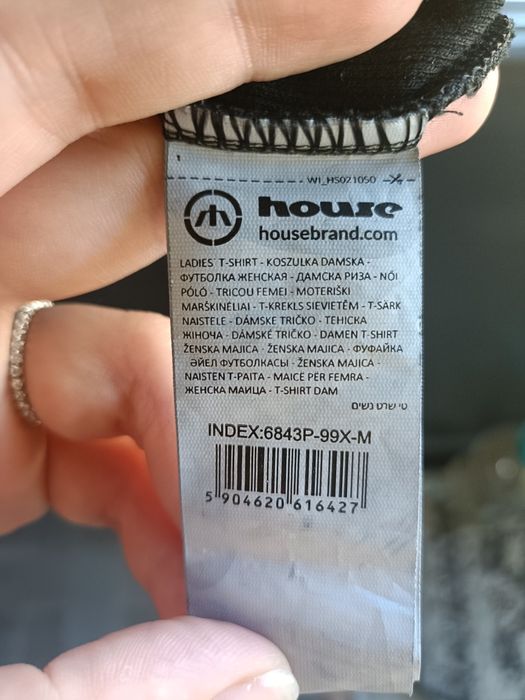 1
WI_HS021050
house
housebrand.com
LADIES' T-SHIRT - KOSZULKA DAMSKA -
ФУТБОЛКА ЖЕНСКАЯ - ДАМСКА РИЗА - NŐI
PÓLÓ - TRICOU FEMEI - MOTERIŠKI
MARŠKINĖLIAI - T-KREKLS SIEVIETĒM - T-SÄRK
NAISTELE - DÁMSKE TRIČKO - ТЕНІСКА
ЖІНОЧА - DÁMSKÉ TRIČKO - DAMEN T-SHIRT
ŽENSKA MAJICA - ŽENSKA MAJICA - ФУФАЙКА
ӘЙЕЛ ФУТБОЛКАСЫ - ŽENSKA MAJICA -
NAISTEN T-PAITA - MAICË PËR FEMRA -
ЖЕНСКА МАИЦА - T-SHIRT DAM
טי שרט נשים
INDEX:6843P-99X-M
5 904620 616427